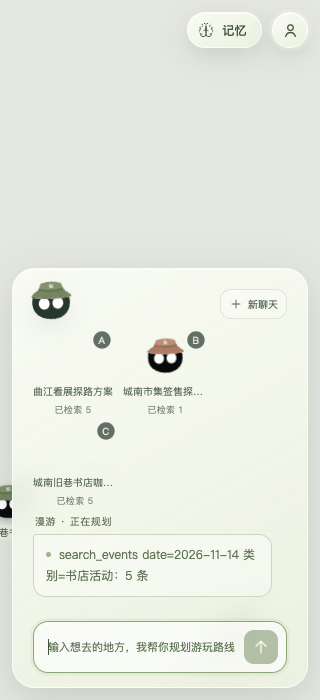 记忆
新聊天
A
B
曲江看展探路方案
城南市集签售探...
已检索 5
已检索 1
C
城南旧巷书店咖...
已检索 5
漫游 · 正在规划
search_events date=2026-11-14 类
别=书店活动：5 条
输入想去的地方，我帮你规划游玩路线